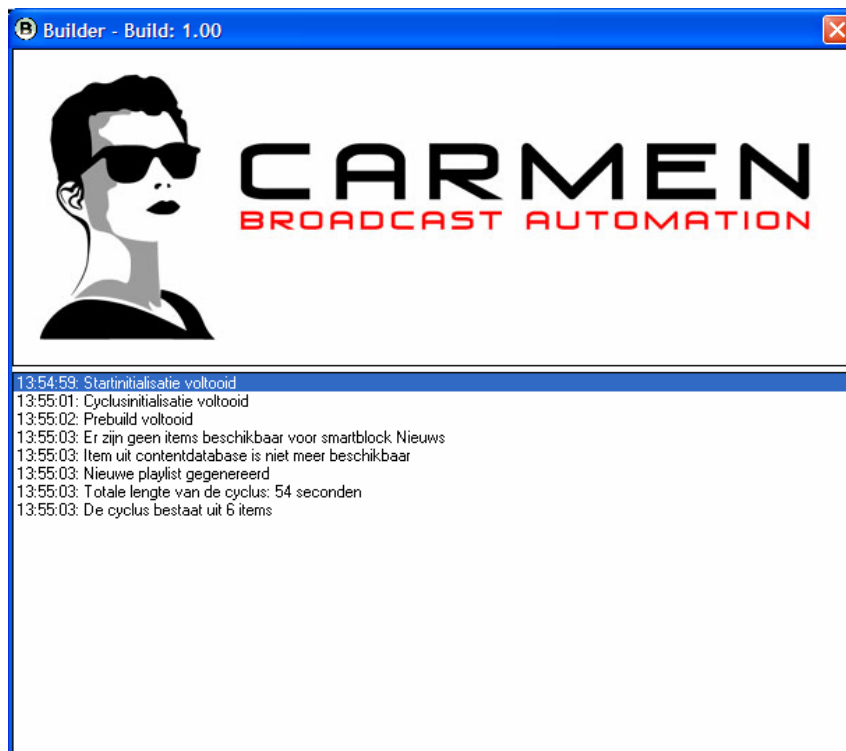 B Builder - Build: 1.00
CARMEN
BROADCAST AUTOMATION
13:54:59: Startinitialisatie voltooid
13:55:01: Cyclusinitialisatie voltooid
13:55:02: Prebuild voltooid
13:55:03: Er zijn geen items beschikbaar voor smartblock Nieuws
13:55:03: Item uit contentdatabase is niet meer beschikbaar
13:55:03: Nieuwe playlist gegenereerd
13:55:03: Totale lengte van de cyclus: 54 seconden
13:55:03: De cyclus bestaat uit 6 items